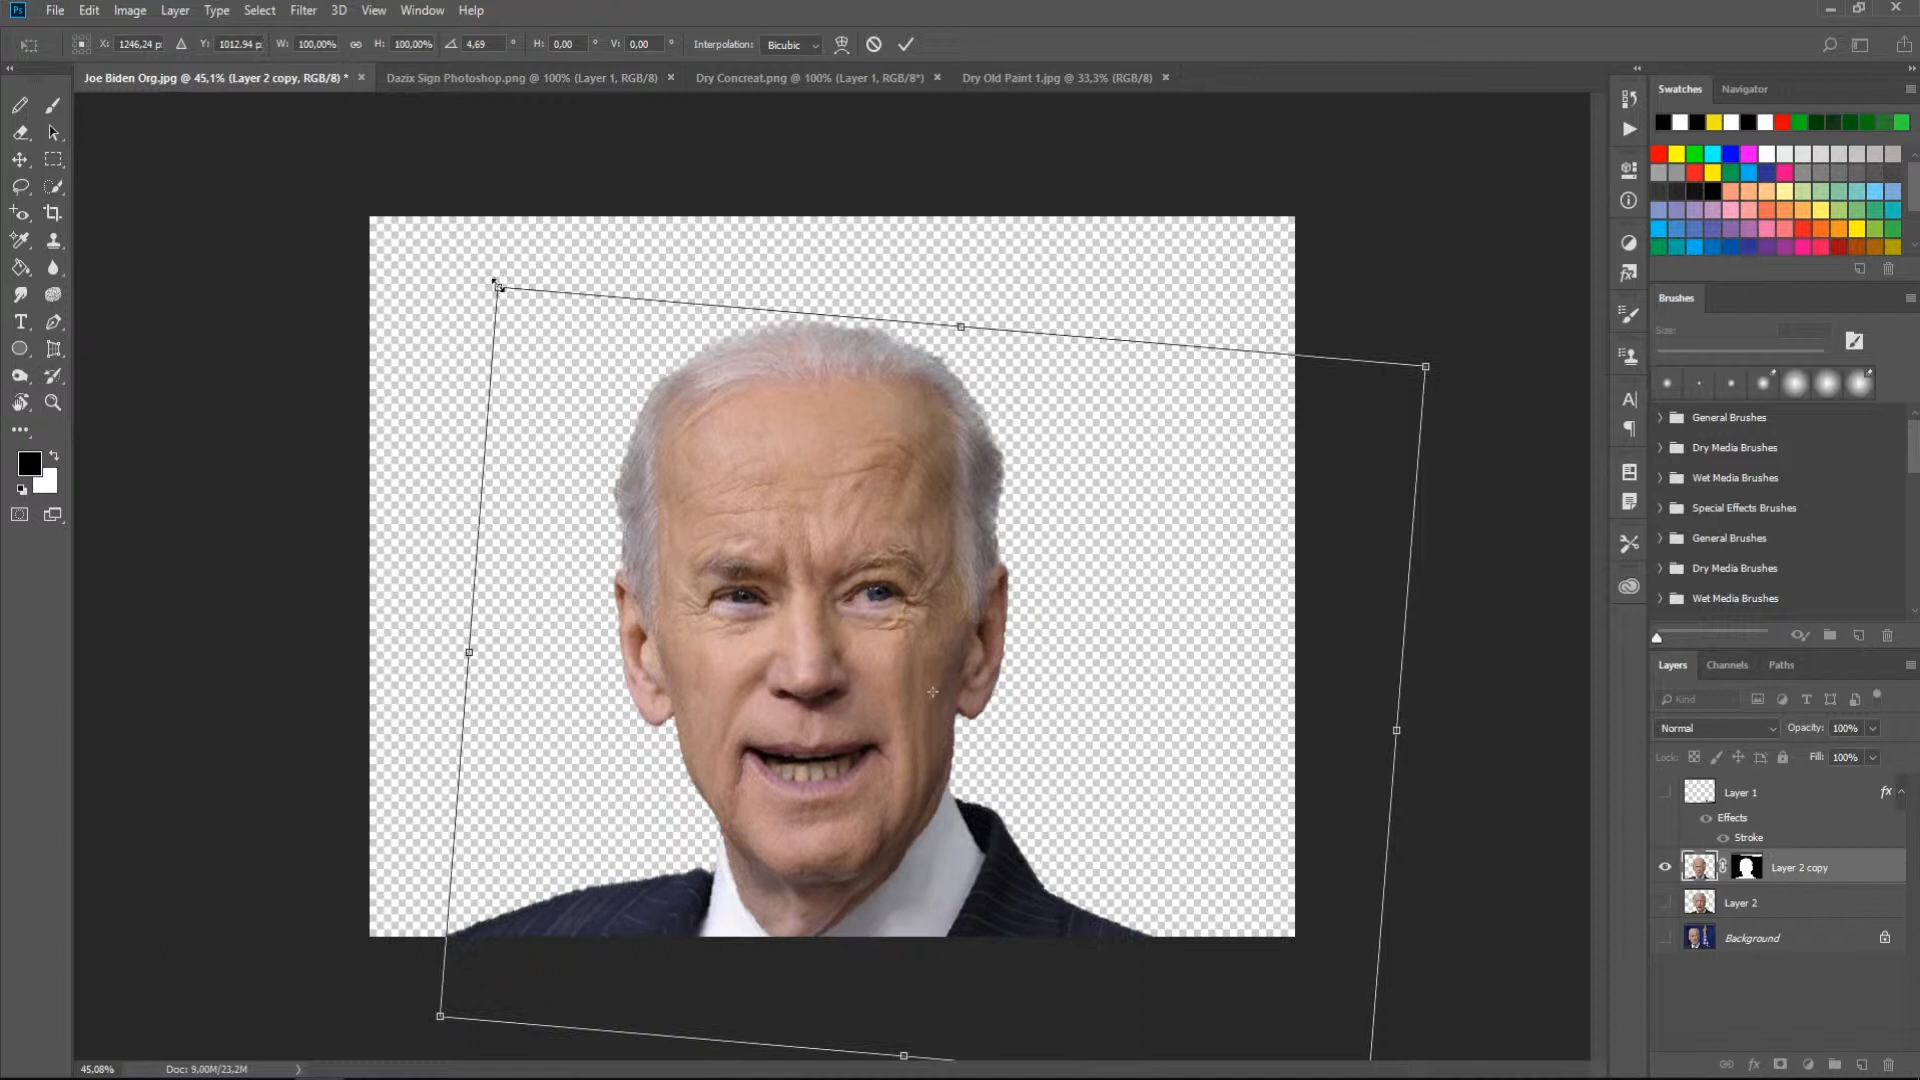 Ps File Edit Image Layer Type Select Filter 3D View Window Help
X: 1246,24 p: Y: 1012.94 p: W: 100,00% H: 100,00% 4,69 ° H: 0,00 ° V: 0,00 ° Interpolation: Bicubic
Joe Biden Org.jpg @ 45,1% (Layer 2 copy, RGB/8) * × Dazix Sign Photoshop.png @ 100% (Layer 1, RGB/8) × Dry Concreat.png @ 100% (Layer 1, RGB/8*) × Dry Old Paint 1.jpg @ 33,3% (RGB/8) ×
Swatches Navigator
Brushes
Size:
General Brushes
Dry Media Brushes
Wet Media Brushes
Special Effects Brushes
General Brushes
Dry Media Brushes
Wet Media Brushes
Layers Channels Paths
Kind
Normal Opacity: 100%
Lock: Fill: 100%
Layer 1 fx
Effects
Stroke
Layer 2 copy
Layer 2
Background
45,08% Doc: 9,00M/23,2M